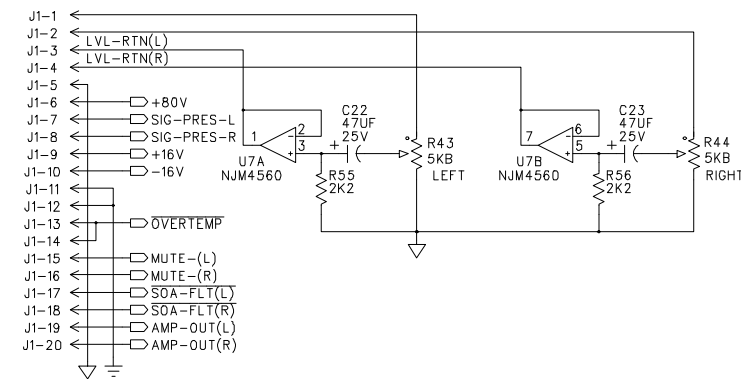 J1-1
J1-2
J1-3 LVL-RTN(L)
J1-4 LVL-RTN(R)
J1-5
J1-6 +80V
J1-7 SIG-PRES-L
J1-8 SIG-PRES-R
J1-9 +16V
J1-10 -16V
J1-11
J1-12
J1-13 OVERTEMP
J1-14
J1-15 MUTE-(L)
J1-16 MUTE-(R)
J1-17 SOA-FLT(L)
J1-18 SOA-FLT(R)
J1-19 AMP-OUT(L)
J1-20 AMP-OUT(R)
1
2
3
-
+
U7A
NJM4560
C22
47UF
25V
+
R55
2K2
R43
5KB
LEFT
7
6
5
-
+
U7B
NJM4560
C23
47UF
25V
+
R56
2K2
R44
5KB
RIGHT